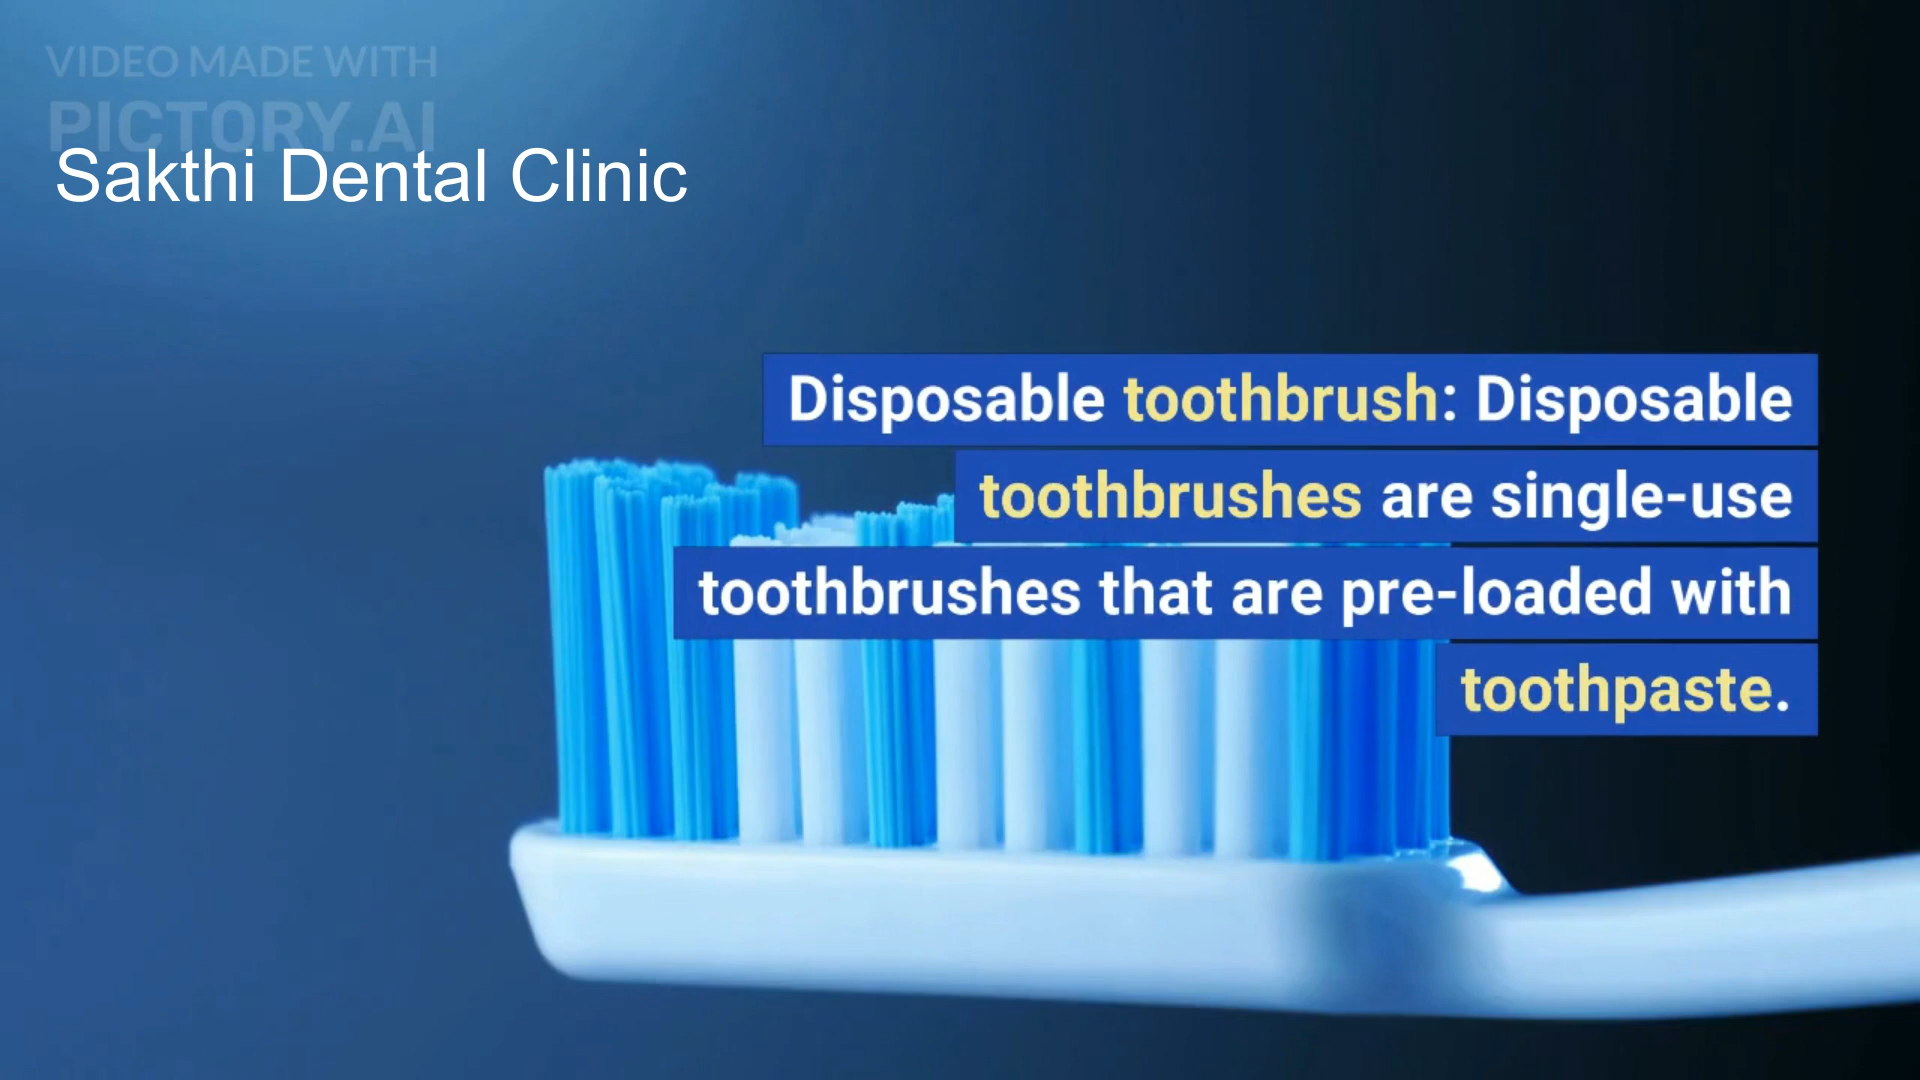 VIDEO MADE WITH
PICTORY.AI
Sakthi Dental Clinic
Disposable toothbrush: Disposable
toothbrushes are single-use
toothbrushes that are pre-loaded with
toothpaste.